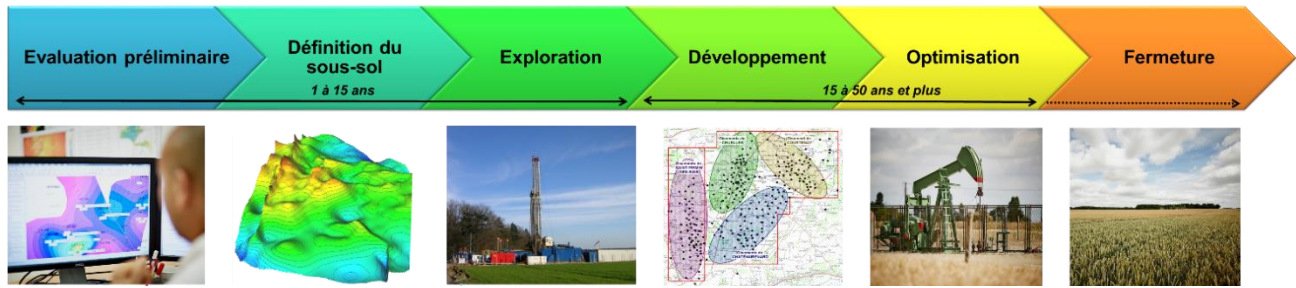 Evaluation préliminaire
Définition du
sous-sol
Exploration
Développement
Optimisation
Fermeture
1 à 15 ans
15 à 50 ans et plus